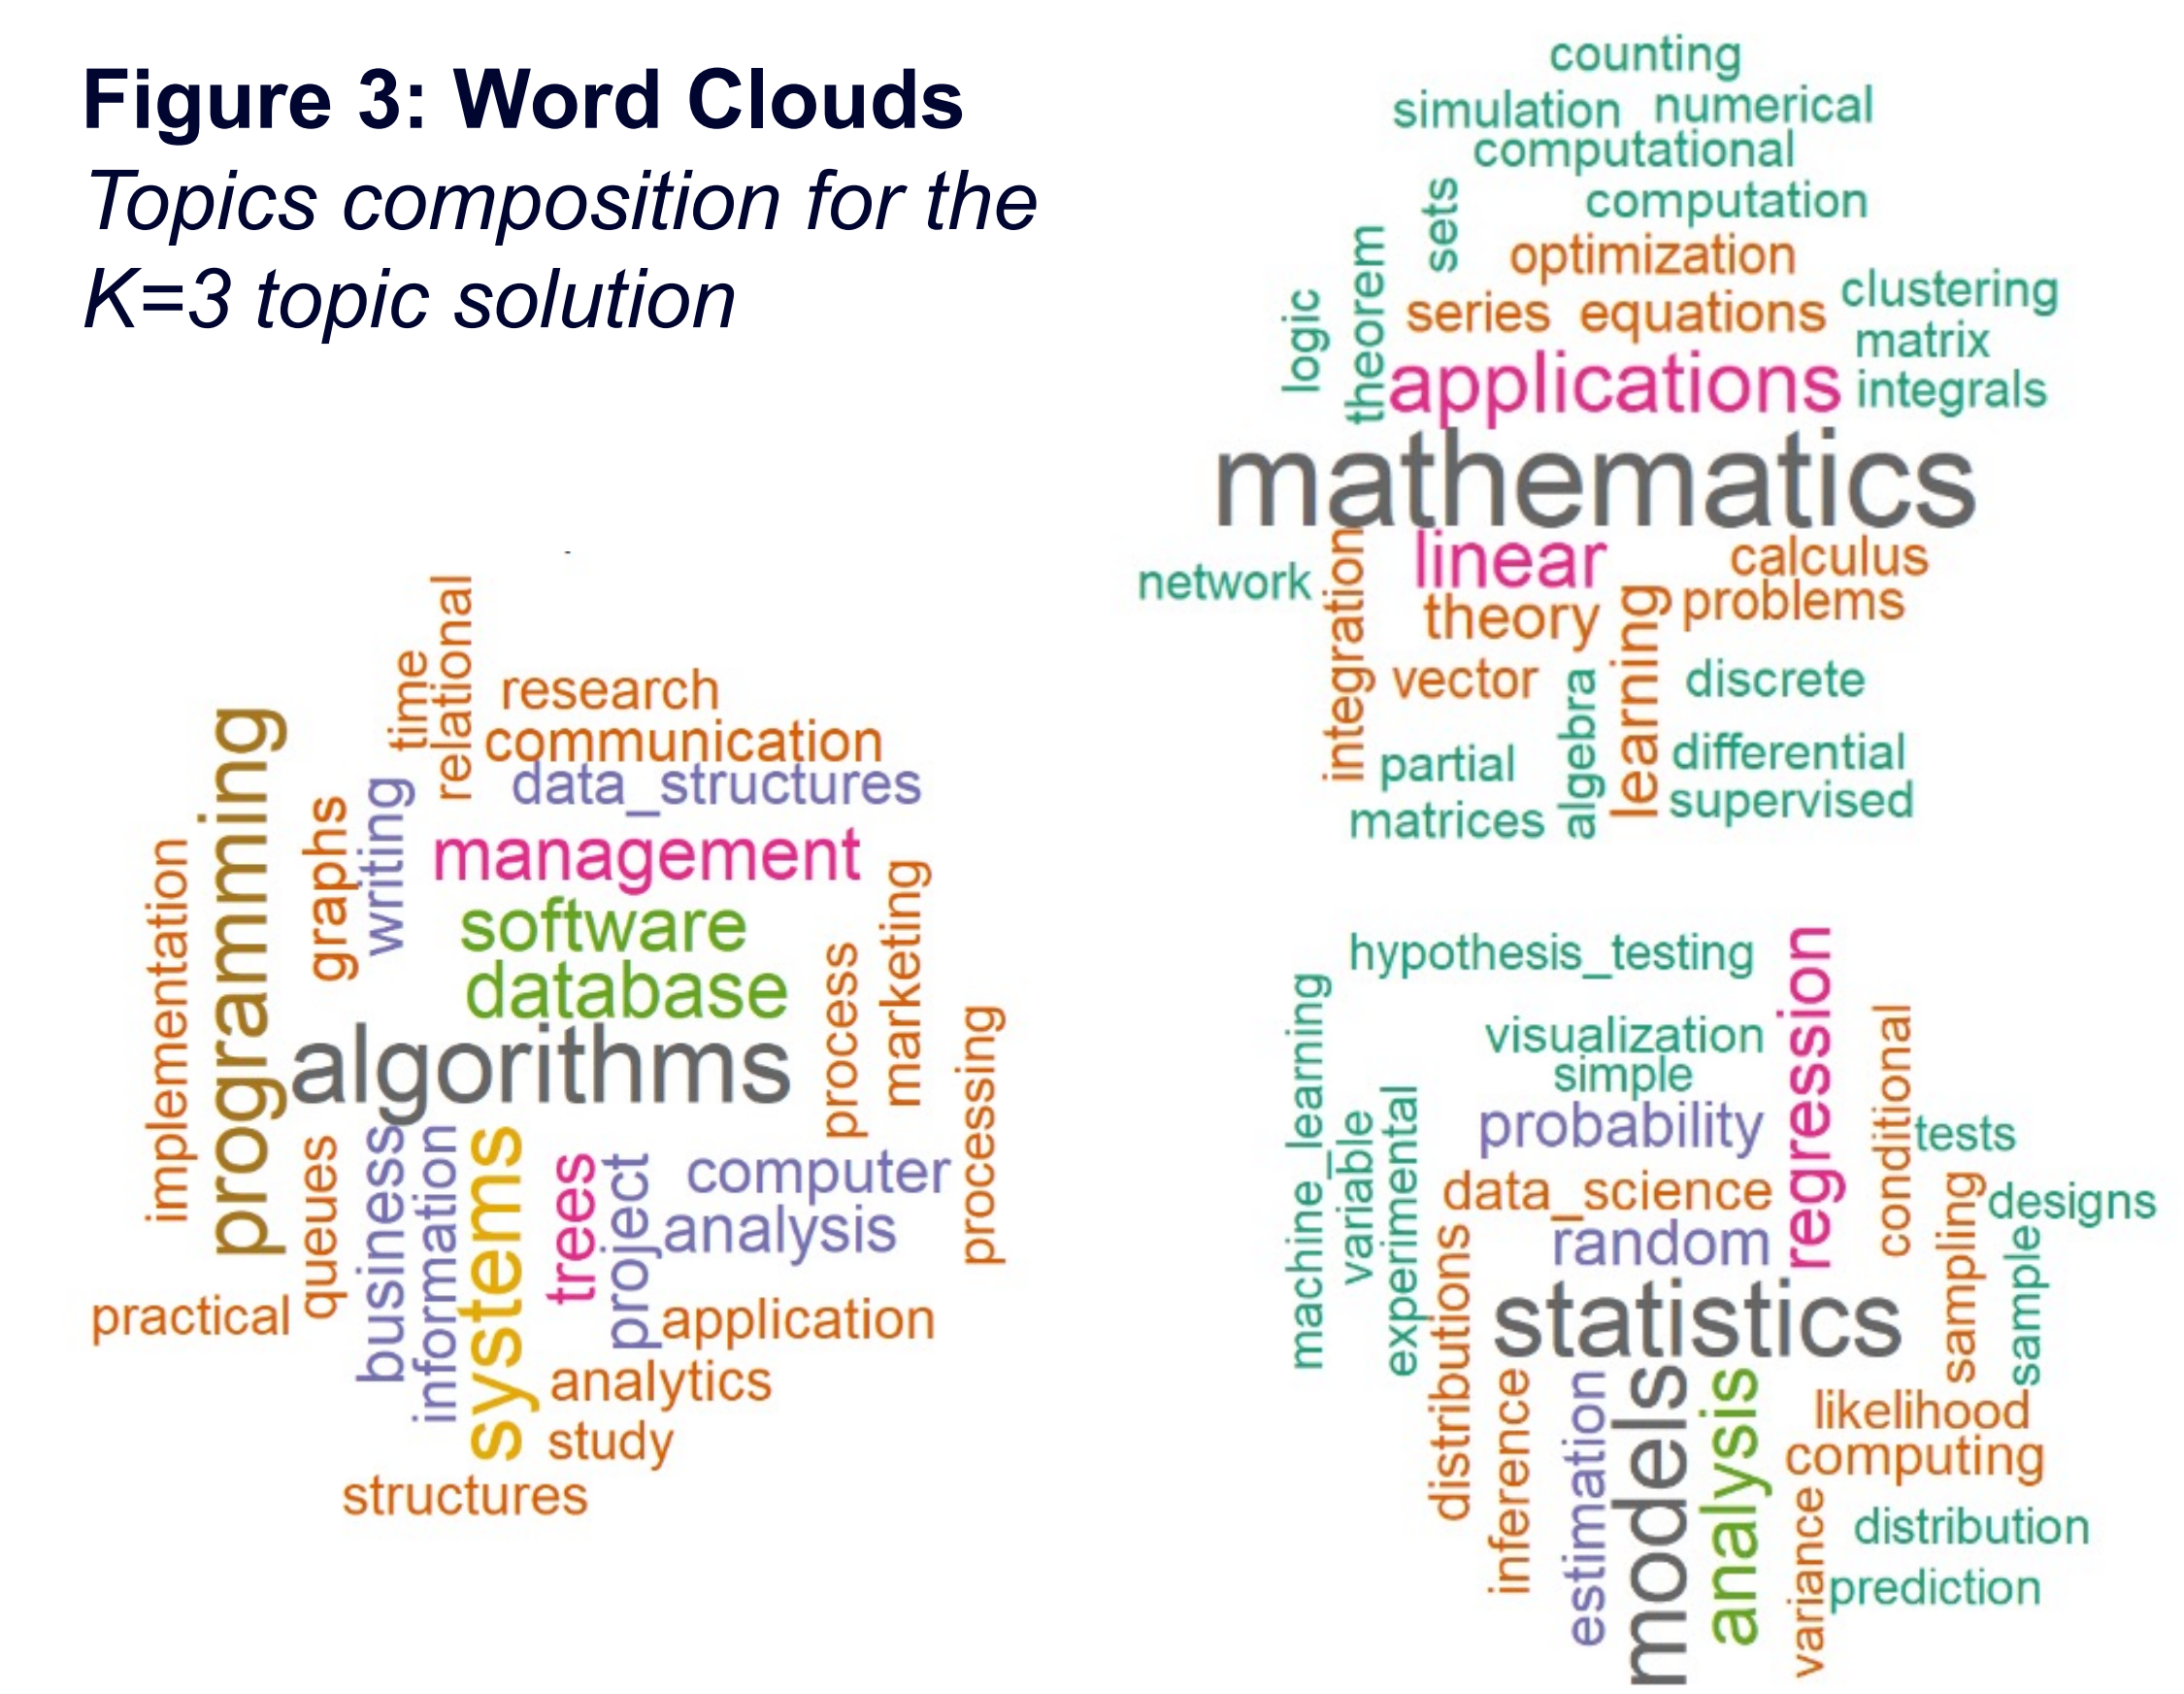 Figure 3: Word Clouds
Topics composition for the
K=3 topic solution
counting
simulation numerical
computational
sets
computation
theorem
optimization
logic
series equations
clustering
matrix
applications
integrals
mathematics
network
integration
linear
calculus
theory
learning
problems
vector
algebra
discrete
partial
differential
matrices
supervised
time
relational
research
communication
data_structures
programming
graphs
writing
management
implementation
software
database
process
marketing
processing
algorithms
queues
business
information
systems
trees
project
computer
analysis
practical
application
analytics
study
structures
hypothesis_testing
regression
machine_learning
visualization
simple
variable
experimental
probability
conditional
tests
data_science
random
sampling
designs
sample
distributions
statistics
inference
estimation
models
analysis
likelihood
computing
variance
distribution
prediction